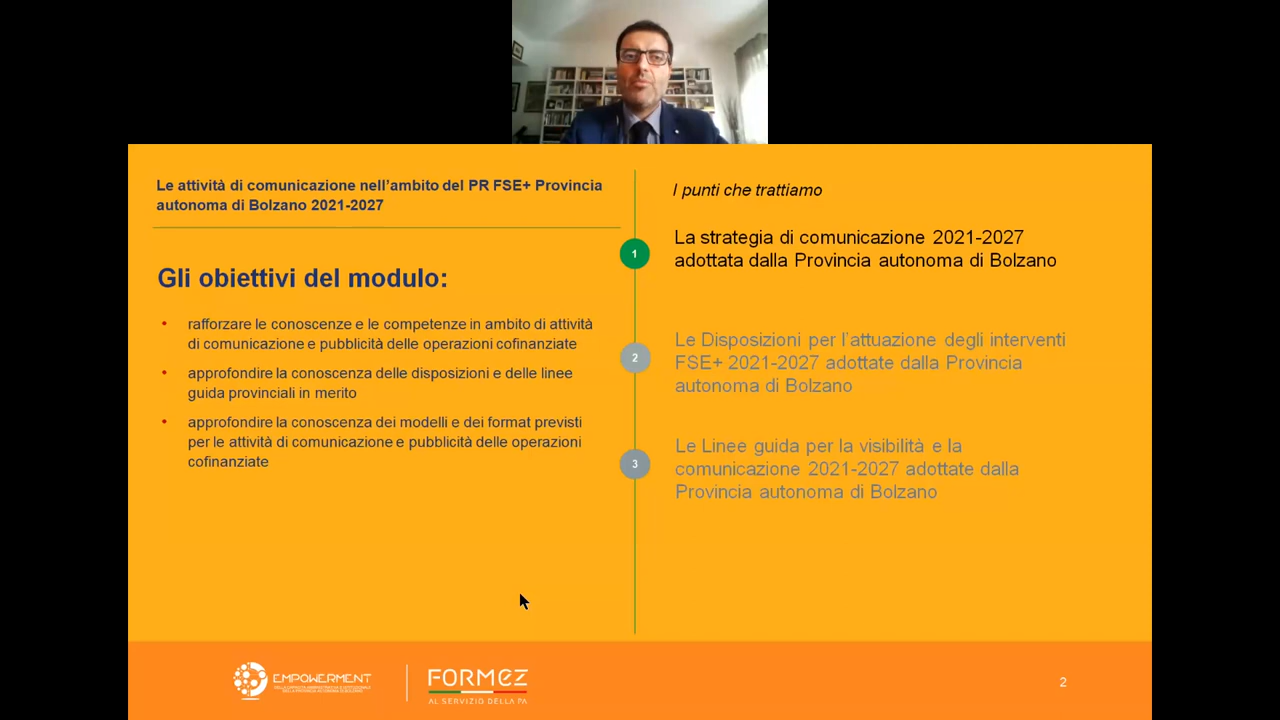 Le attività di comunicazione nell'ambito del PR FSE+ Provincia
autonoma di Bolzano 2021-2027
Gli obiettivi del modulo:
• rafforzare le conoscenze e le competenze in ambito di attività
di comunicazione e pubblicità delle operazioni cofinanziate
• approfondire la conoscenza delle disposizioni e delle linee
guida provinciali in merito
• approfondire la conoscenza dei modelli e dei format previsti
per le attività di comunicazione e pubblicità delle operazioni
cofinanziate
I punti che trattiamo
1
La strategia di comunicazione 2021-2027
adottata dalla Provincia autonoma di Bolzano
2
Le Disposizioni per l'attuazione degli interventi
FSE+ 2021-2027 adottate dalla Provincia
autonoma di Bolzano
3
Le Linee guida per la visibilità e la
comunicazione 2021-2027 adottate dalla
Provincia autonoma di Bolzano
EMPOWERMENT
FORMEZ
AL SERVIZIO DELLA PA
2